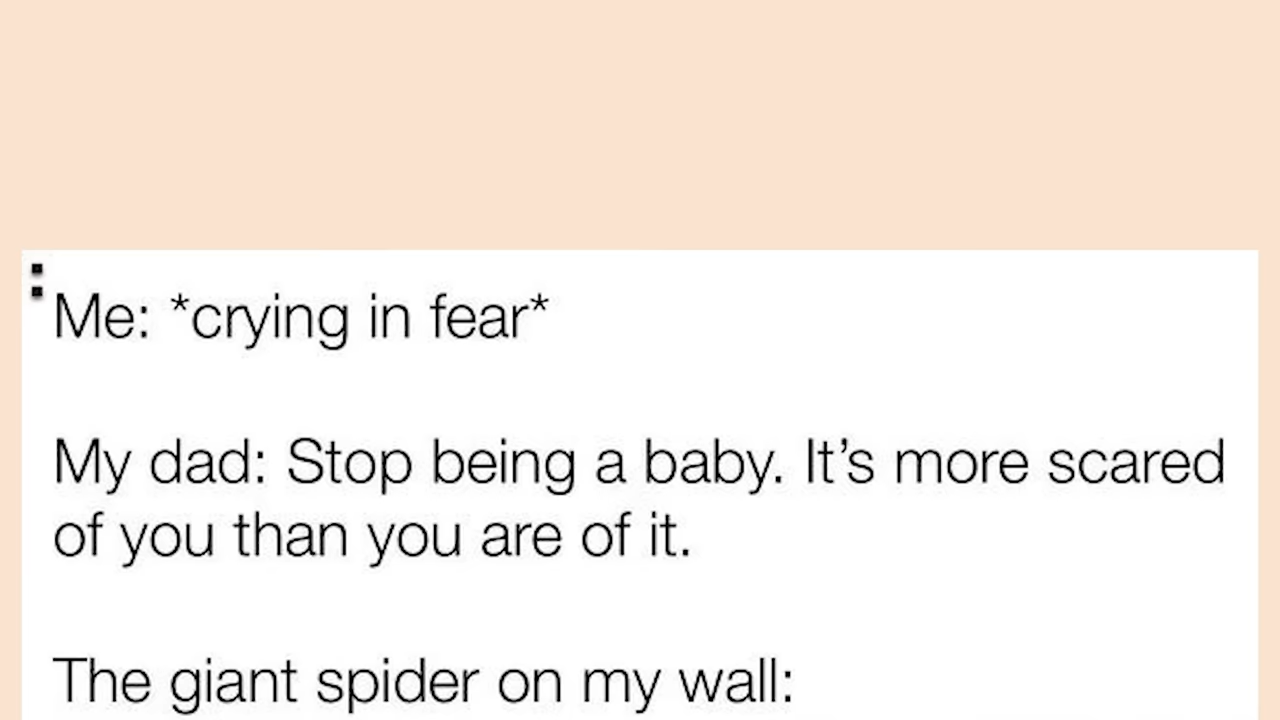 Me: *crying in fear*
My dad: Stop being a baby. It’s more scared
of you than you are of it.
The giant spider on my wall: